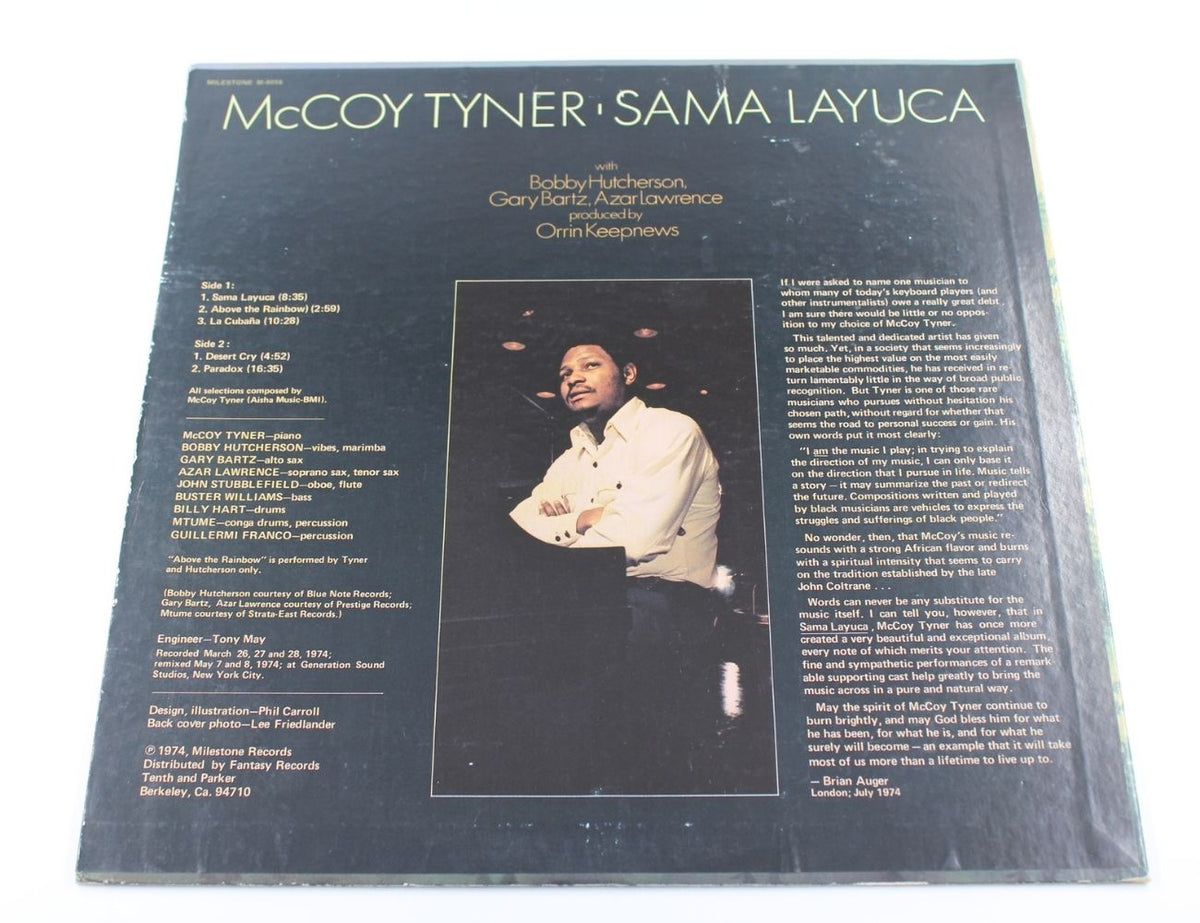 MILESTONE M-9056
McCOY TYNER · SAMA LAYUCA
with
Bobby Hutcherson,
Gary Bartz, Azar Lawrence
produced by
Orrin Keepnews
Side 1:
1. Sama Layuca (8:35)
2. Above the Rainbow) (2:59)
3. La Cubaña (10:28)
Side 2 :
1. Desert Cry (4:52)
2. Paradox (16:35)
All selections composed by
McCoy Tyner (Aisha Music-BMI).
McCOY TYNER—piano
BOBBY HUTCHERSON—vibes, marimba
GARY BARTZ—alto sax
AZAR LAWRENCE—soprano sax, tenor sax
JOHN STUBBLEFIELD—oboe, flute
BUSTER WILLIAMS—bass
BILLY HART—drums
MTUME—conga drums, percussion
GUILLERMI FRANCO—percussion
"Above the Rainbow" is performed by Tyner
and Hutcherson only.
(Bobby Hutcherson courtesy of Blue Note Records;
Gary Bartz, Azar Lawrence courtesy of Prestige Records;
Mtume courtesy of Strata-East Records.)
Engineer—Tony May
Recorded March 26, 27 and 28, 1974;
remixed May 7 and 8, 1974; at Generation Sound
Studios, New York City.
Design, illustration—Phil Carroll
Back cover photo—Lee Friedlander
℗ 1974, Milestone Records
Distributed by Fantasy Records
Tenth and Parker
Berkeley, Ca. 94710
If I were asked to name one musician to
whom many of today's keyboard players (and
other instrumentalists) owe a really great debt ,
I am sure there would be little or no oppos-
ition to my choice of McCoy Tyner.
This talented and dedicated artist has given
so much. Yet, in a society that seems increasingly
to place the highest value on the most easily
marketable commodities, he has received in re-
turn lamentably little in the way of broad public
recognition. But Tyner is one of those rare
musicians who pursues without hesitation his
chosen path, without regard for whether that
seems the road to personal success or gain. His
own words put it most clearly:
"I am the music I play; in trying to explain
the direction of my music, I can only base it
on the direction that I pursue in life. Music tells
a story — it may summarize the past or redirect
the future. Compositions written and played
by black musicians are vehicles to express the
struggles and sufferings of black people."
No wonder, then, that McCoy's music re-
sounds with a strong African flavor and burns
with a spiritual intensity that seems to carry
on the tradition established by the late
John Coltrane . . .
Words can never be any substitute for the
music itself. I can tell you, however, that in
Sama Layuca , McCoy Tyner has once more
created a very beautiful and exceptional album,
every note of which merits your attention. The
fine and sympathetic performances of a remark-
able supporting cast help greatly to bring the
music across in a pure and natural way.
May the spirit of McCoy Tyner continue to
burn brightly, and may God bless him for what
he has been, for what he is, and for what he
surely will become — an example that it will take
most of us more than a lifetime to live up to.
— Brian Auger
London; July 1974